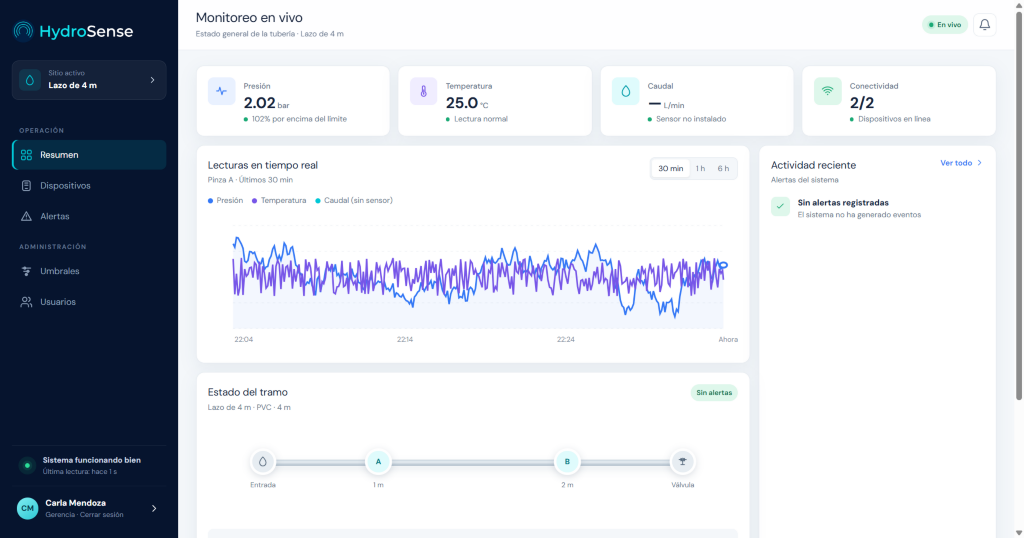 HydroSense
Sitio activo
Lazo de 4 m
OPERACIÓN
Resumen
Dispositivos
Alertas
ADMINISTRACIÓN
Umbrales
Usuarios
Sistema funcionando bien
Última lectura: hace 1 s
CM
Carla Mendoza
Gerencia · Cerrar sesión
Monitoreo en vivo
Estado general de la tubería · Lazo de 4 m
En vivo
Presión
2.02 bar
102% por encima del límite
Temperatura
25.0 °C
Lectura normal
Caudal
— L/min
Sensor no instalado
Conectividad
2/2
Dispositivos en línea
Lecturas en tiempo real
Pinza A · Últimos 30 min
30 min 1 h 6 h
Presión Temperatura Caudal (sin sensor)
22:04 22:14 22:24 Ahora
Actividad reciente
Ver todo
Alertas del sistema
Sin alertas registradas
El sistema no ha generado eventos
Estado del tramo
Sin alertas
Lazo de 4 m · PVC · 4 m
A B
Entrada 1 m 2 m Válvula